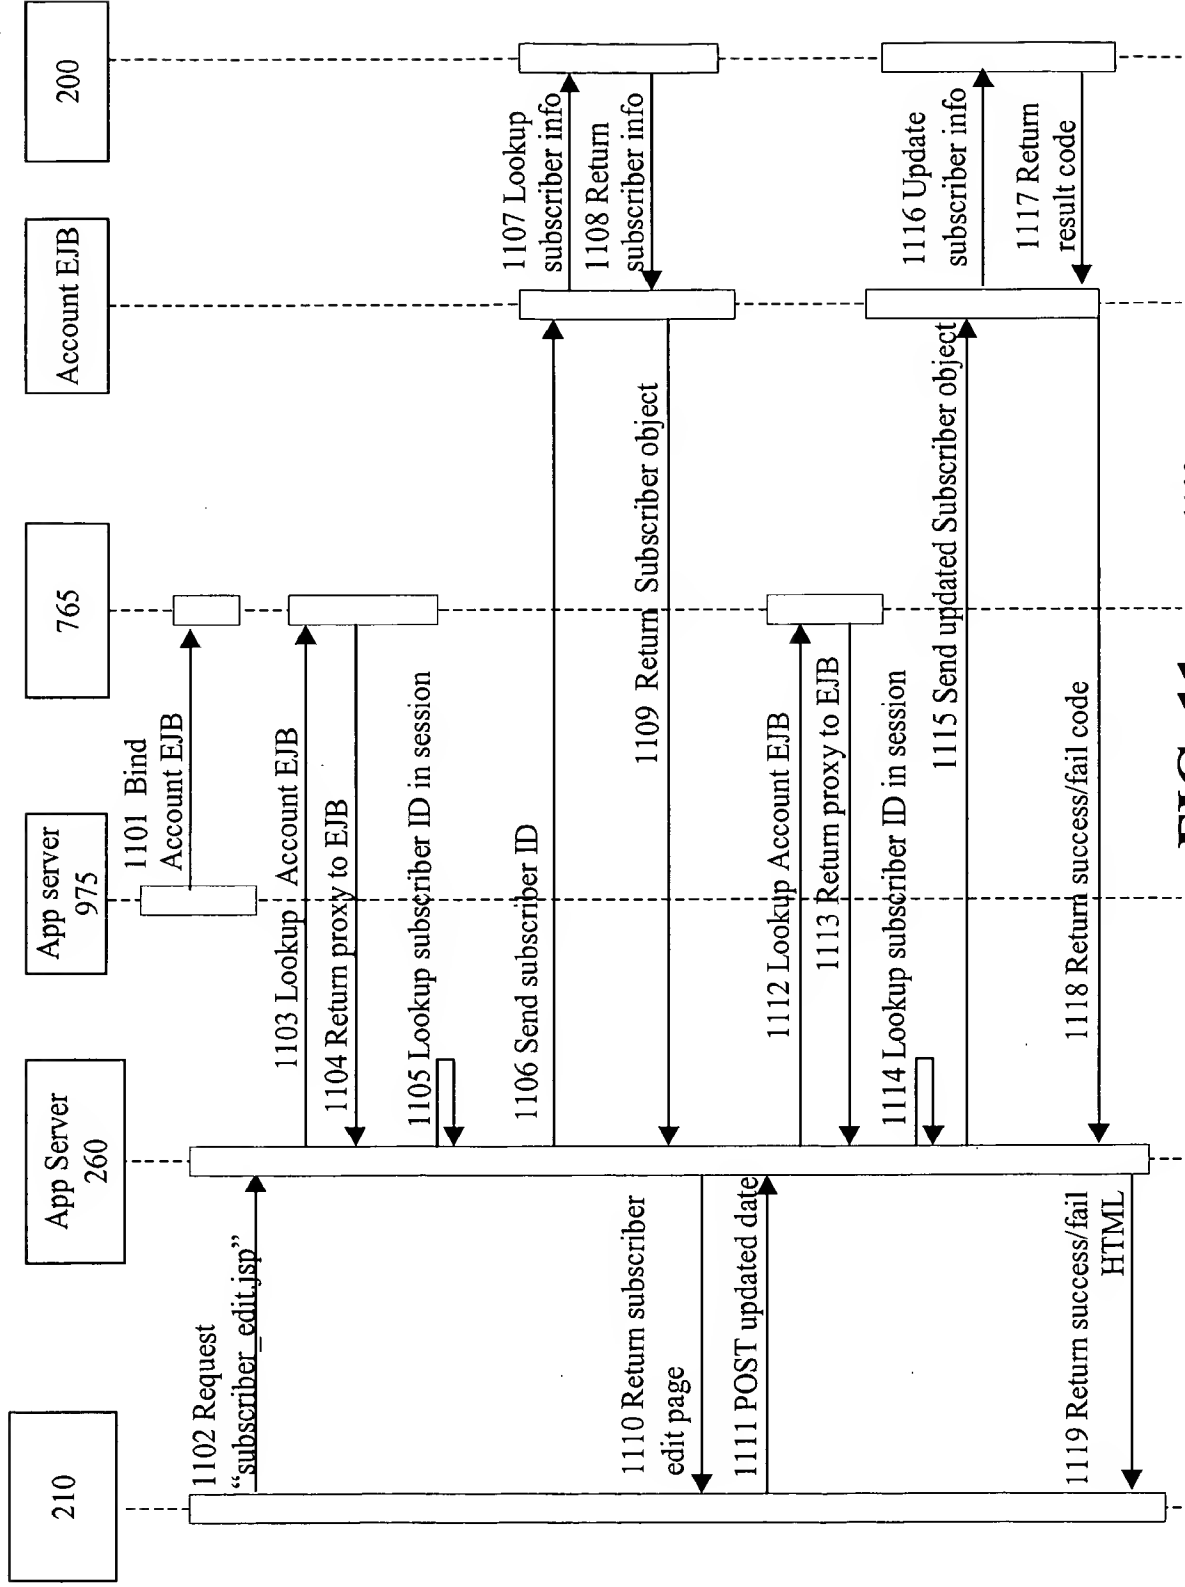 210
App Server
260
App server
975
765
Account EJB
200
1101 Bind
Account EJB
1102 Request
“subscriber_edit.jsp”
1103 Lookup Account EJB
1104 Return proxy to EJB
1105 Lookup subscriber ID in session
1106 Send subscriber ID
1107 Lookup
subscriber info
1108 Return
subscriber info
1109 Return Subscriber object
1110 Return subscriber
edit page
1111 POST updated date
1112 Lookup Account EJB
1113 Return proxy to EJB
1114 Lookup subscriber ID in session
1115 Send updated Subscriber object
1116 Update
subscriber info
1117 Return
result code
1118 Return success/fail code
1119 Return success/fail
HTML